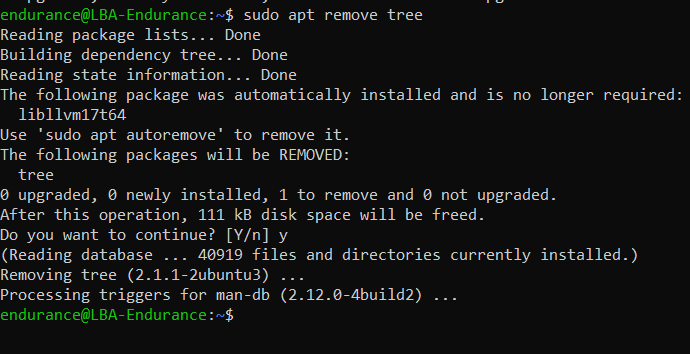 endurance@LBA-Endurance:~$ sudo apt remove tree
Reading package lists... Done
Building dependency tree... Done
Reading state information... Done
The following package was automatically installed and is no longer required:
  libllvm17t64
Use 'sudo apt autoremove' to remove it.
The following packages will be REMOVED:
  tree
0 upgraded, 0 newly installed, 1 to remove and 0 not upgraded.
After this operation, 111 kB disk space will be freed.
Do you want to continue? [Y/n] y
(Reading database ... 40919 files and directories currently installed.)
Removing tree (2.1.1-2ubuntu3) ...
Processing triggers for man-db (2.12.0-4build2) ...
endurance@LBA-Endurance:~$